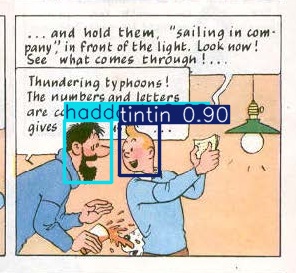 ... and hold them, "sailing in com-
pany", in front of the light. Look now!
See what comes through!...
Thundering typhoons!
The numbers and letters
are
gives
hadd
tintin 0.90